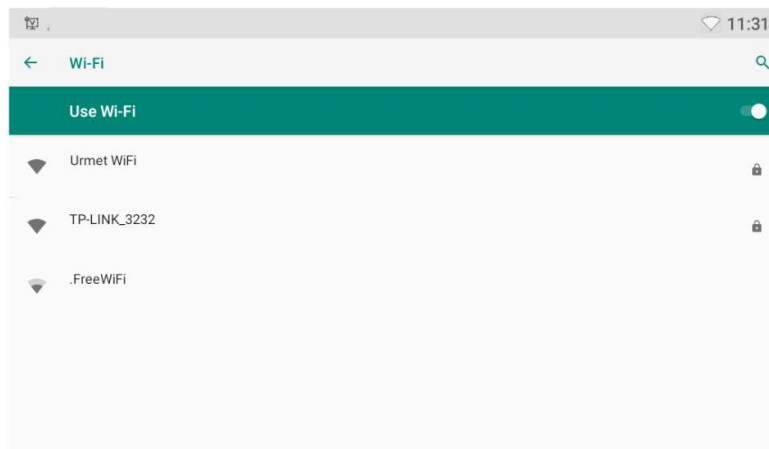 11:31
Wi-Fi
Use Wi-Fi
Urmet WiFi
TP-LINK_3232
.FreeWiFi